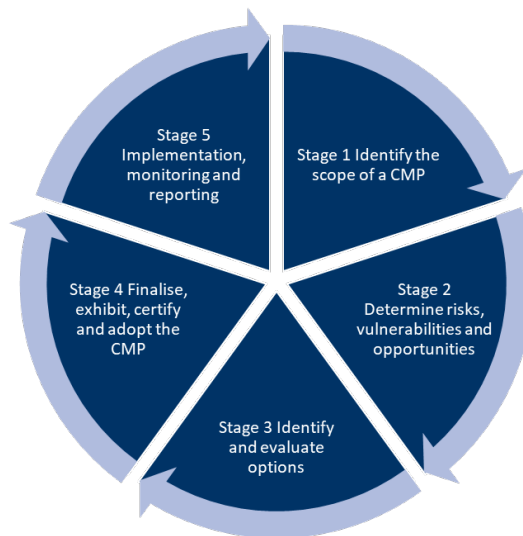 Stage 1 Identify the
scope of a CMP
Stage 2
Determine risks,
vulnerabilities and
opportunities
Stage 3 Identify
and evaluate
options
Stage 4 Finalise,
exhibit, certify
and adopt the
CMP
Stage 5
Implementation,
monitoring and
reporting